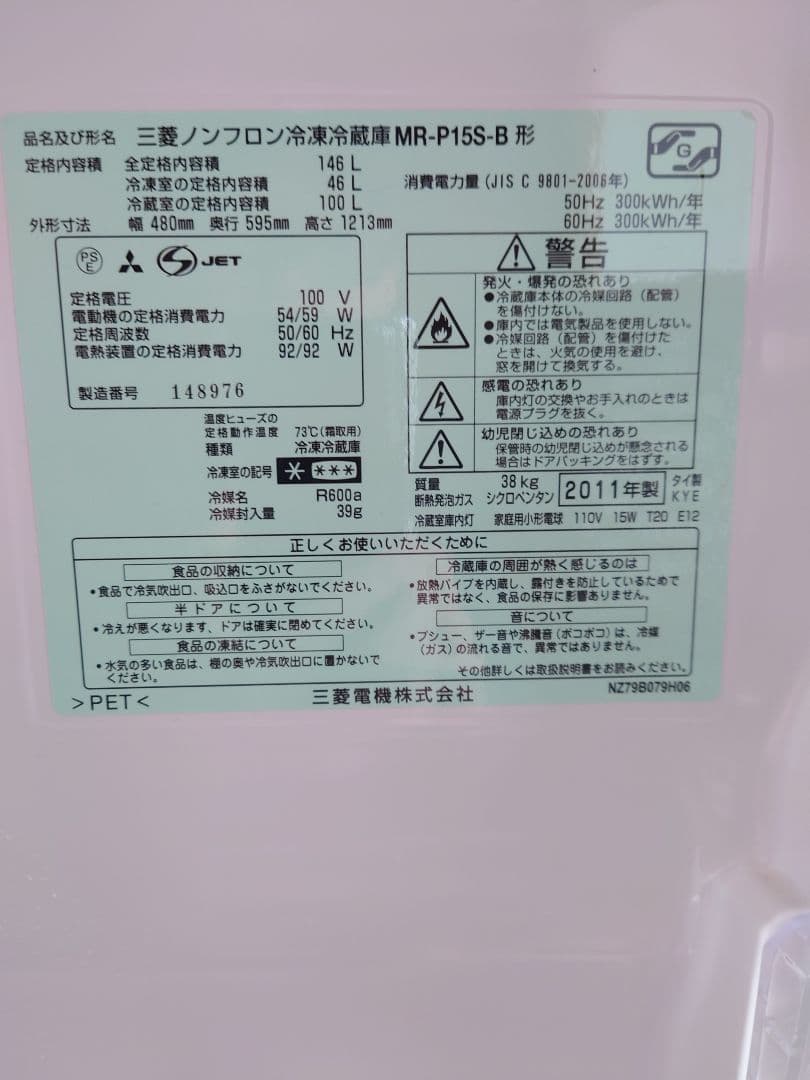 品名及び形名 三菱ノンフロン冷凍冷蔵庫 MR-P15S-B 形
定格内容積 全定格内容積 146 L
冷凍室の定格内容積 46 L
冷蔵室の定格内容積 100 L
外形寸法 幅 480mm 奥行 595mm 高さ 1213mm
消費電力量 (JIS C 9801-2006年)
50Hz 300kWh/年
60Hz 300kWh/年
G
PS
E
JET
定格電圧 100 V
電動機の定格消費電力 54/59 W
定格周波数 50/60 Hz
電熱装置の定格消費電力 92/92 W
製造番号 148976
温度ヒューズの
定格動作温度 73℃(霜取用)
種類 冷凍冷蔵庫
冷凍室の記号 * ***
冷媒名 R600a
冷媒封入量 39g
警告
発火・爆発の恐れあり
●冷蔵庫本体の冷媒回路(配管)
を傷付けない。
●庫内では電気製品を使用しない。
●冷媒回路(配管)を傷付けた
ときは、火気の使用を避け、
窓を開けて換気する。
感電の恐れあり
庫内灯の交換やお手入れのときは
電源プラグを抜く。
幼児閉じ込めの恐れあり
保管時の幼児閉じ込めが懸念される
場合はドアパッキングをはずす。
質量 38kg
断熱発泡ガス シクロペンタン
2011年製
タイ製
KYE
冷蔵室庫内灯 家庭用小形電球 110V 15W T20 E12
正しくお使いいただくために
食品の収納について
•食品で冷気吹出口、吸込口をふさがないでください。
半ドアについて
•冷えが悪くなります、ドアは確実に閉めてください。
食品の凍結について
•水気の多い食品は、棚の奥や冷気吹出口に置かないで
ください。
冷蔵庫の周囲が熱く感じるのは
•放熱パイプを内蔵し、露付きを防止しているためで
異常ではなく、食品の保存に影響ありません。
音について
•ブシュー、ザー音や沸騰音(ボコボコ)は、冷媒
(ガス)の流れる音で、異常ではありません。
その他詳しくは取扱説明書をお読みください。
>PET<
三菱電機株式会社
NZ79B079H06